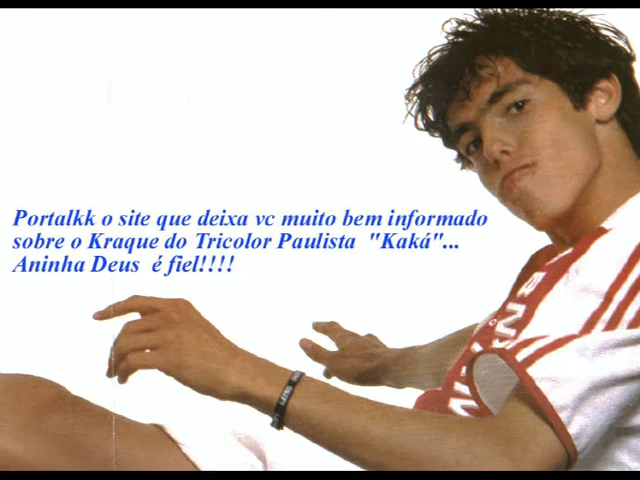 Portalkk o site que deixa vc muito bem informado
sobre o Kraque do Tricolor Paulista "Kaká"...
Aninha Deus é fiel!!!!